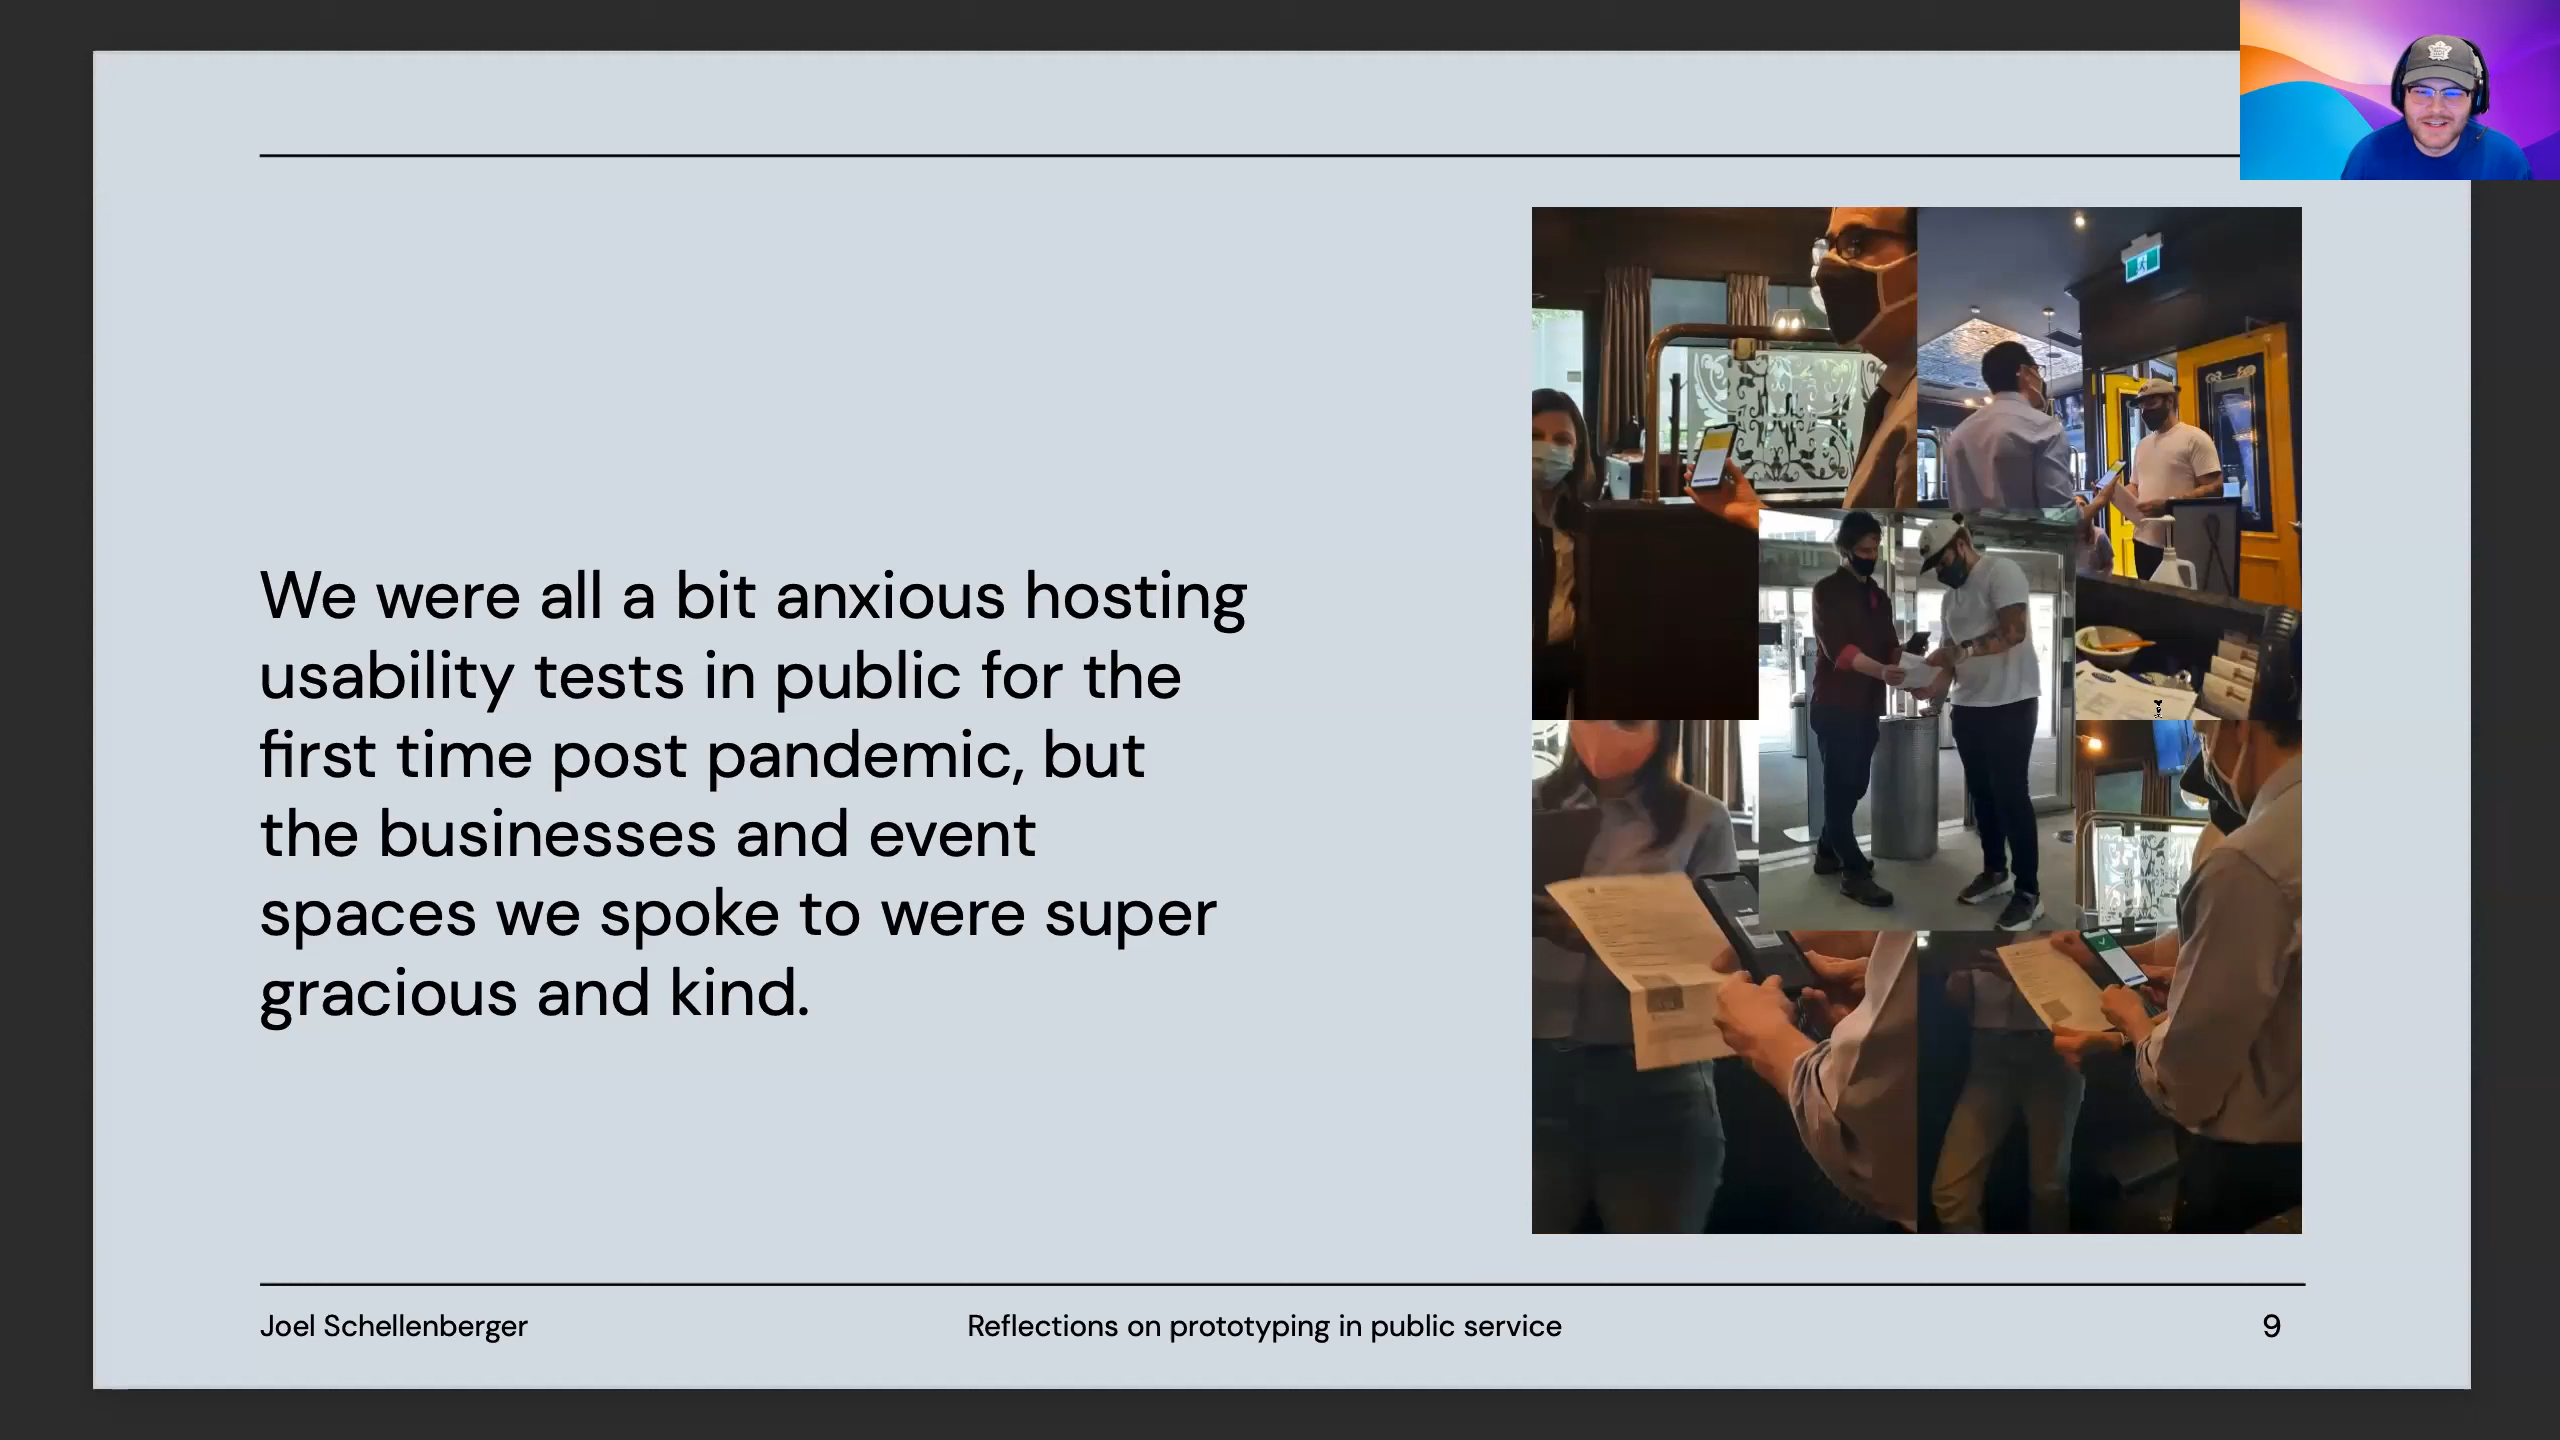 We were all a bit anxious hosting
usability tests in public for the
first time post pandemic, but
the businesses and event
spaces we spoke to were super
gracious and kind.
Joel Schellenberger
Reflections on prototyping in public service
9